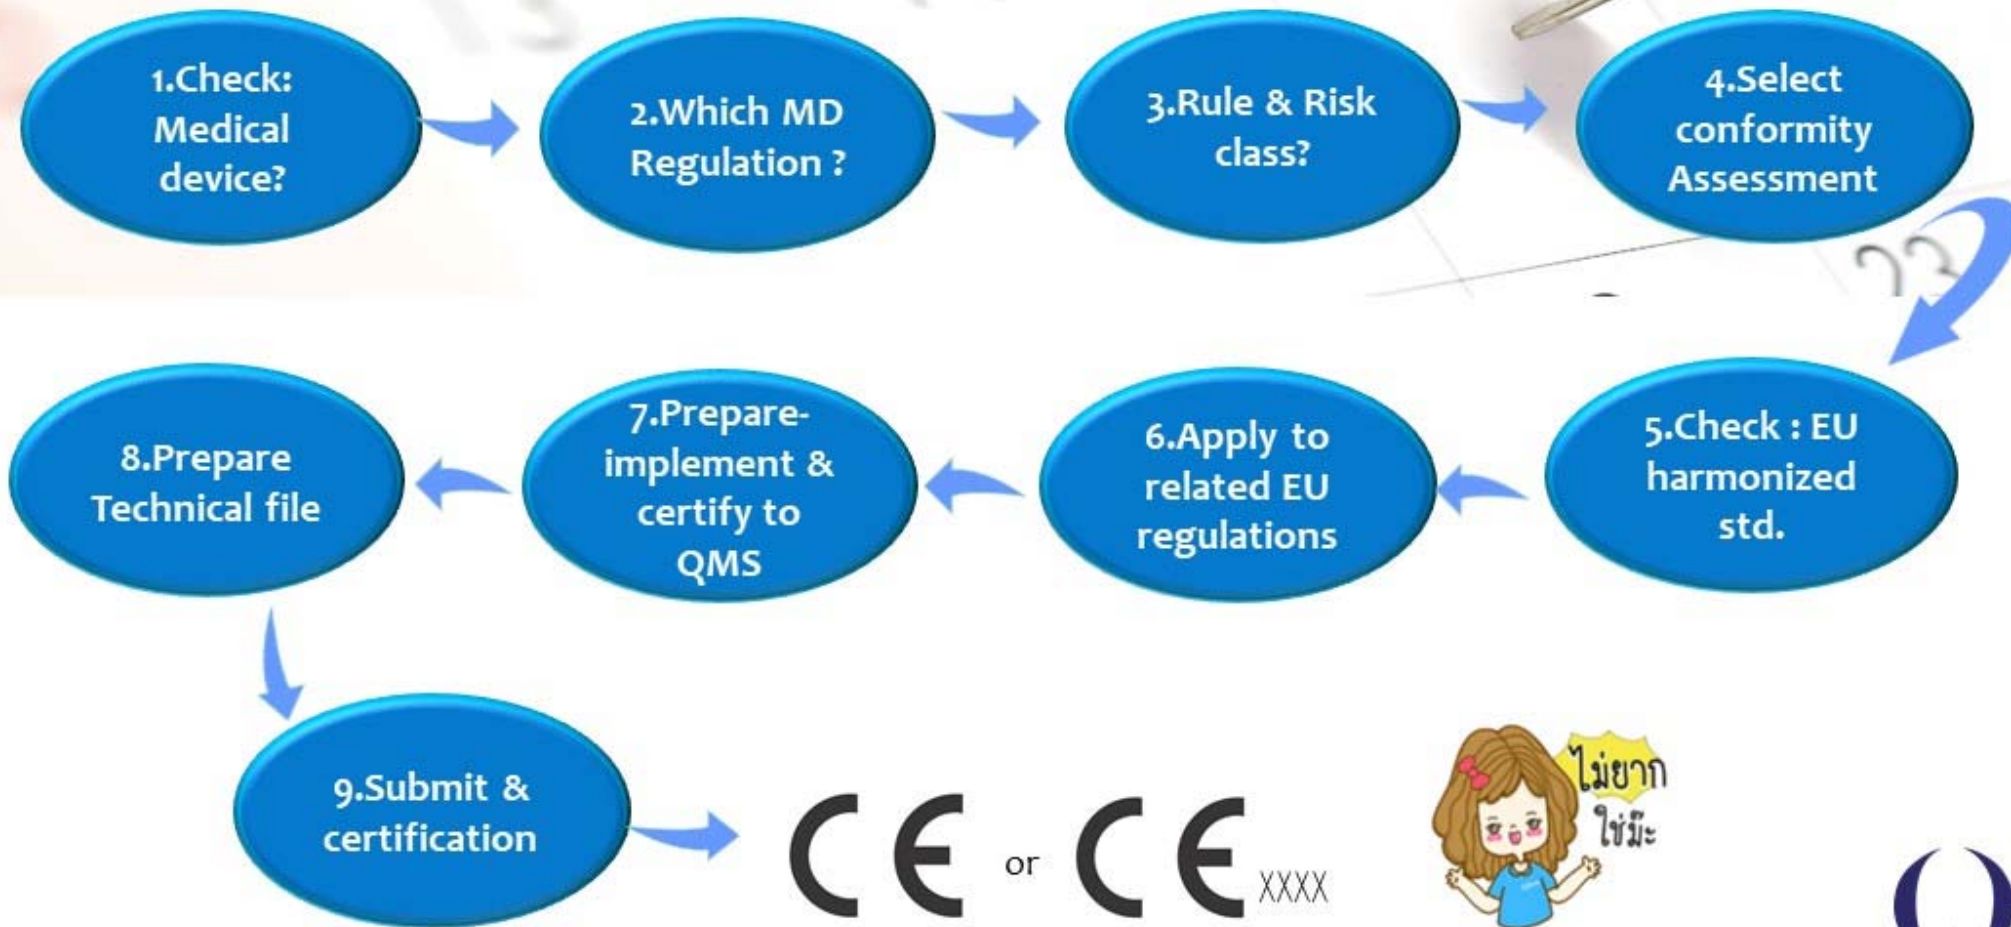 1.Check:
Medical
device?
2.Which MD
Regulation ?
3.Rule & Risk
class?
4.Select
conformity
Assessment
23
5.Check : EU
harmonized
std.
6.Apply to
related EU
regulations
7.Prepare-
implement &
certify to
QMS
8.Prepare
Technical file
9.Submit &
certification
CE or CE XXXX
ไม่ยาก
ใช่ม๊ะ